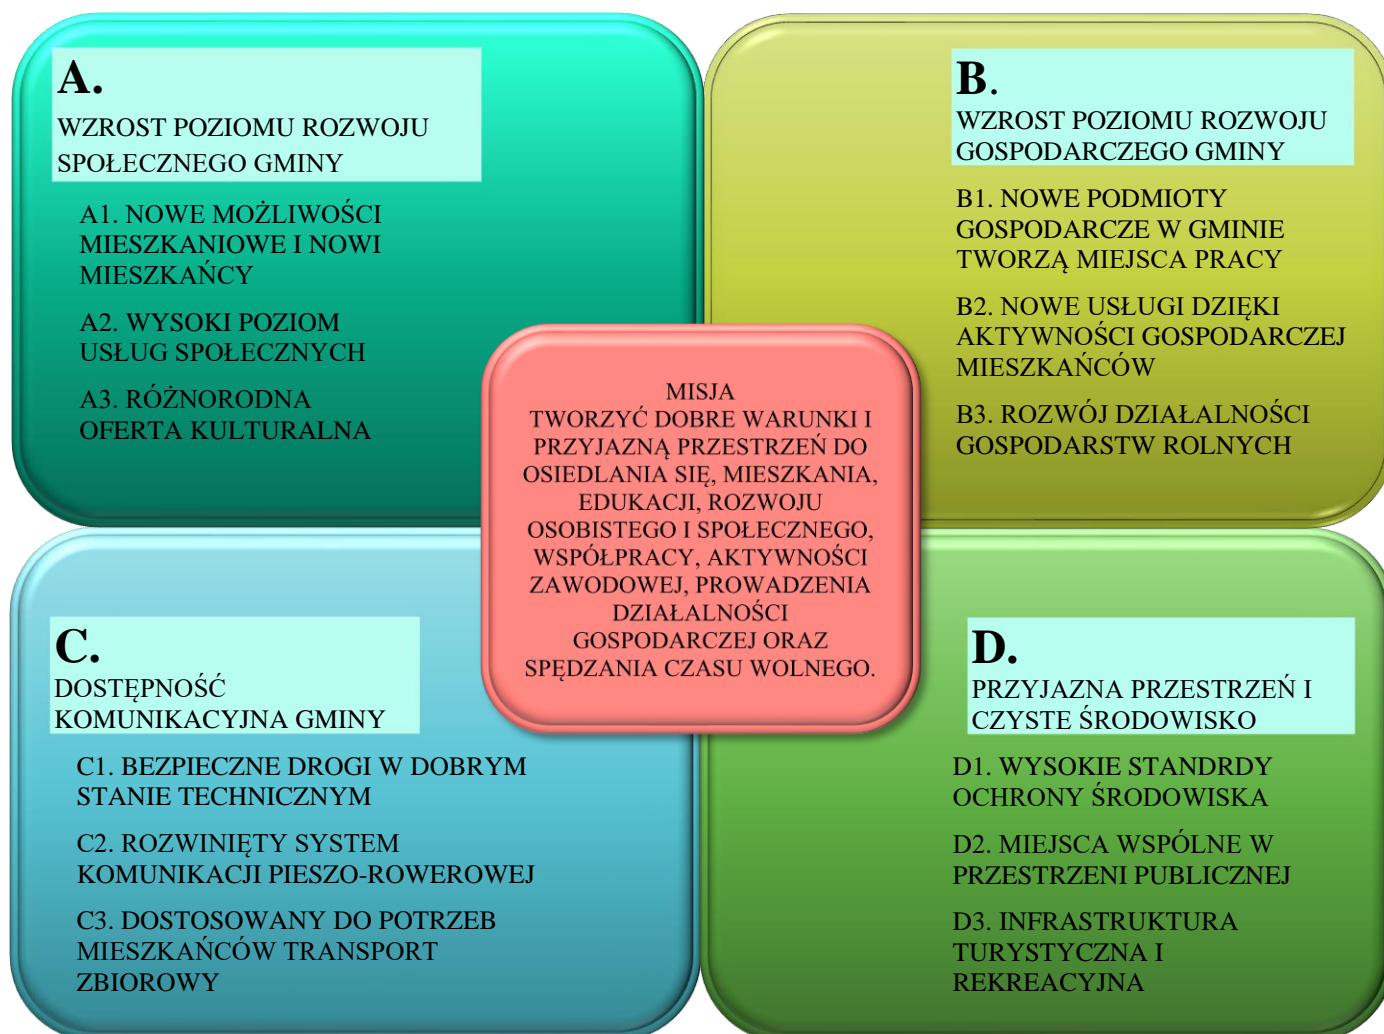 A.
WZROST POZIOMU ROZWOJU
SPOŁECZNEGO GMINY
A1. NOWE MOŻLIWOŚCI
MIESZKANIOWE I NOWI
MIESZKAŃCY
A2. WYSOKI POZIOM
USŁUG SPOŁECZNYCH
A3. RÓŻNORODNA
OFERTA KULTURALNA
B.
WZROST POZIOMU ROZWOJU
GOSPODARCZEGO GMINY
B1. NOWE PODMIOTY
GOSPODARCZE W GMINIE
TWORZĄ MIEJSCA PRACY
B2. NOWE USŁUGI DZIĘKI
AKTYWNOŚCI GOSPODARCZEJ
MIESZKAŃCÓW
B3. ROZWÓJ DZIAŁALNOŚCI
GOSPODARSTW ROLNYCH
MISJA
TWORZYĆ DOBRE WARUNKI I
PRZYJAZNĄ PRZESTRZEŃ DO
OSIEDLANIA SIĘ, MIESZKANIA,
EDUKACJI, ROZWOJU
OSOBISTEGO I SPOŁECZNEGO,
WSPÓŁPRACY, AKTYWNOŚCI
ZAWODOWEJ, PROWADZENIA
DZIAŁALNOŚCI
GOSPODARCZEJ ORAZ
SPĘDZANIA CZASU WOLNEGO.
C.
DOSTĘPNOŚĆ
KOMUNIKACYJNA GMINY
C1. BEZPIECZNE DROGI W DOBRYM
STANIE TECHNICZNYM
C2. ROZWINIĘTY SYSTEM
KOMUNIKACJI PIESZO-ROWEROWEJ
C3. DOSTOSOWANY DO POTRZEB
MIESZKAŃCÓW TRANSPORT
ZBIOROWY
D.
PRZYJAZNA PRZESTRZEŃ I
CZYSTE ŚRODOWISKO
D1. WYSOKIE STANDRDY
OCHRONY ŚRODOWISKA
D2. MIEJSCA WSPÓLNE W
PRZESTRZENI PUBLICZNEJ
D3. INFRASTRUKTURA
TURYSTYCZNA I
REKREACYJNA